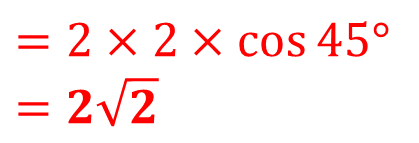 = 2 × 2 × cos 45°
= 2√2